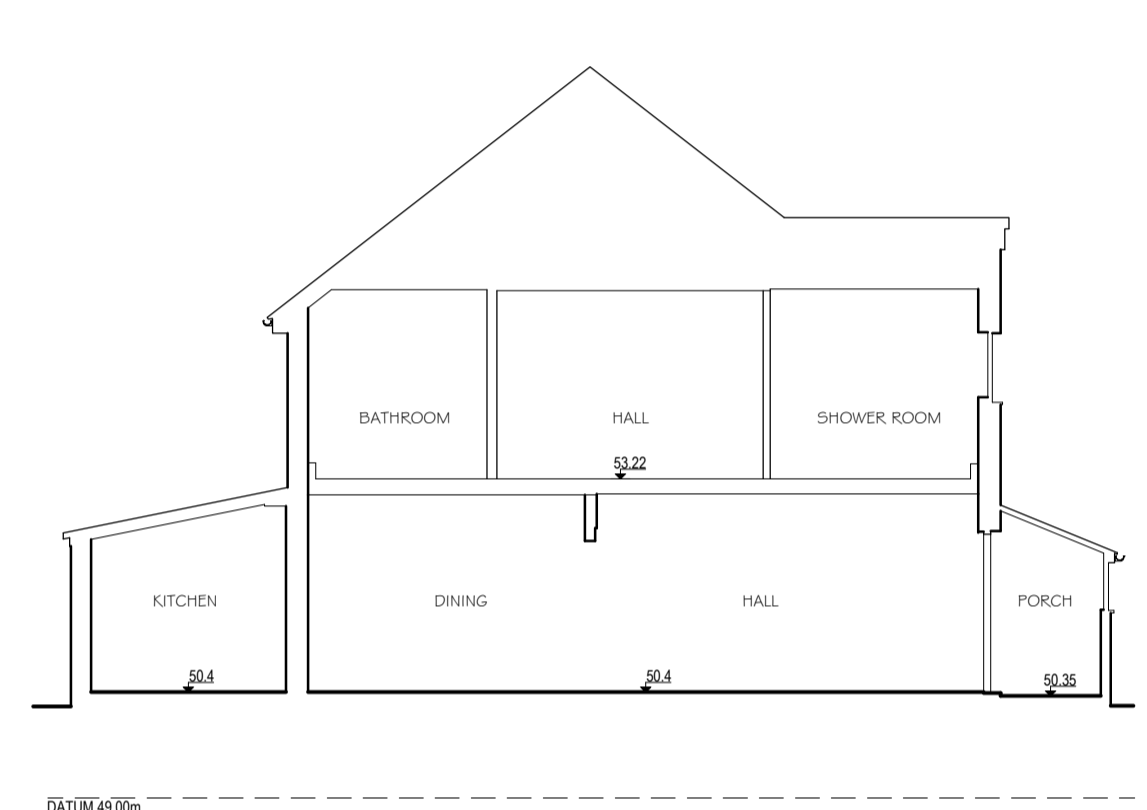 BATHROOM HALL SHOWER ROOM
53.22
KITCHEN DINING HALL PORCH
50.4 50.4 50.35
DATUM 49.00m